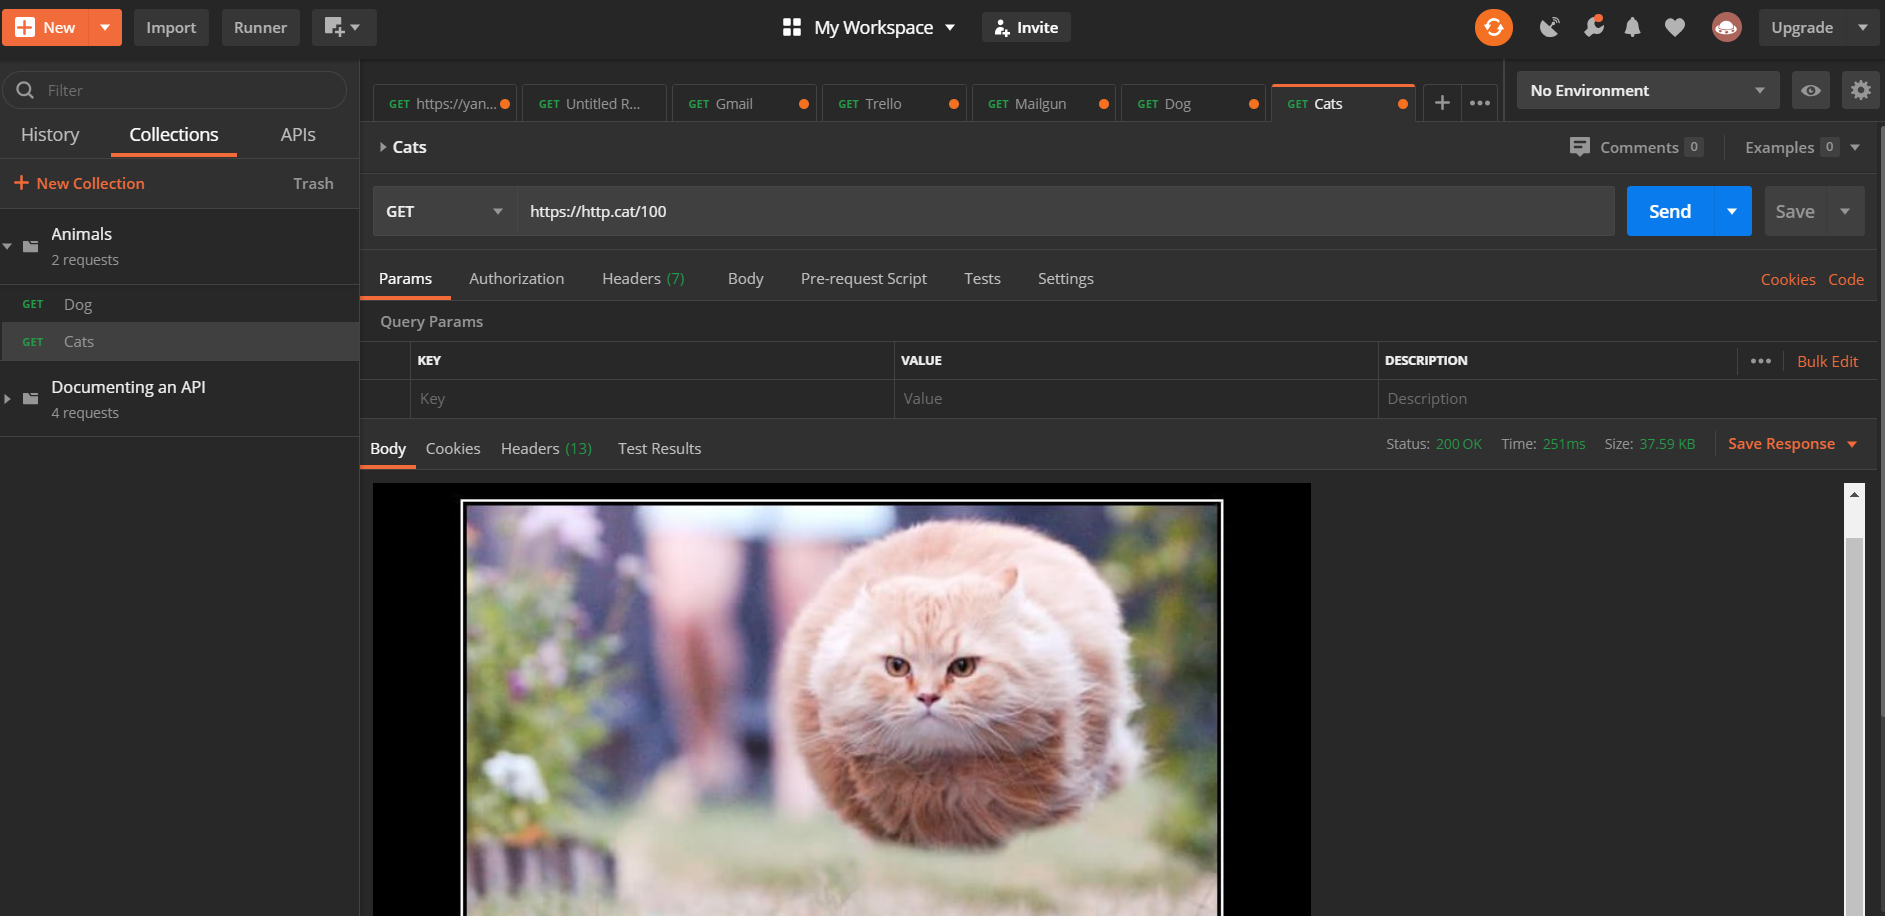 New
Import
Runner
My Workspace
Invite
Upgrade
Filter
History
Collections
APIs
+ New Collection
Trash
Animals
2 requests
GET Dog
GET Cats
Documenting an API
4 requests
GET https://yan...
GET Untitled R...
GET Gmail
GET Trello
GET Mailgun
GET Dog
GET Cats
No Environment
Cats
Comments 0
Examples 0
GET
https://http.cat/100
Send
Save
Params
Authorization
Headers (7)
Body
Pre-request Script
Tests
Settings
Cookies
Code
Query Params
KEY
VALUE
DESCRIPTION
Bulk Edit
Key
Value
Description
Body
Cookies
Headers (13)
Test Results
Status: 200 OK
Time: 251ms
Size: 37.59 KB
Save Response